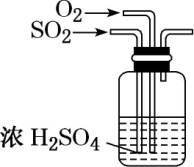 O₂
SO₂
浓 H₂SO₄